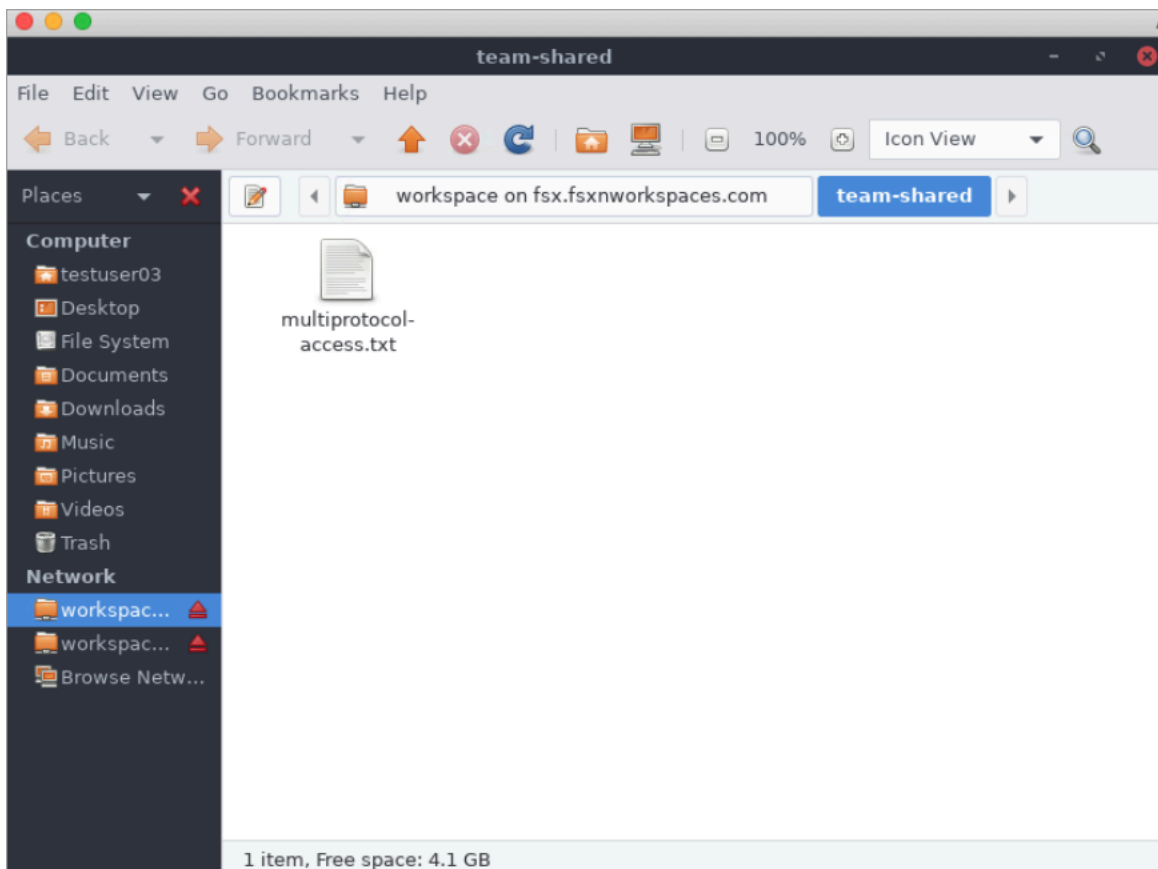 team-shared
File Edit View Go Bookmarks Help
Back Forward 100% Icon View
Places workspace on fsx.fsxnworkspaces.com team-shared
Computer
testuser03
Desktop
File System
Documents
Downloads
Music
Pictures
Videos
Trash
Network
workspac...
workspac...
Browse Netw...
multiprotocol-
access.txt
1 item, Free space: 4.1 GB